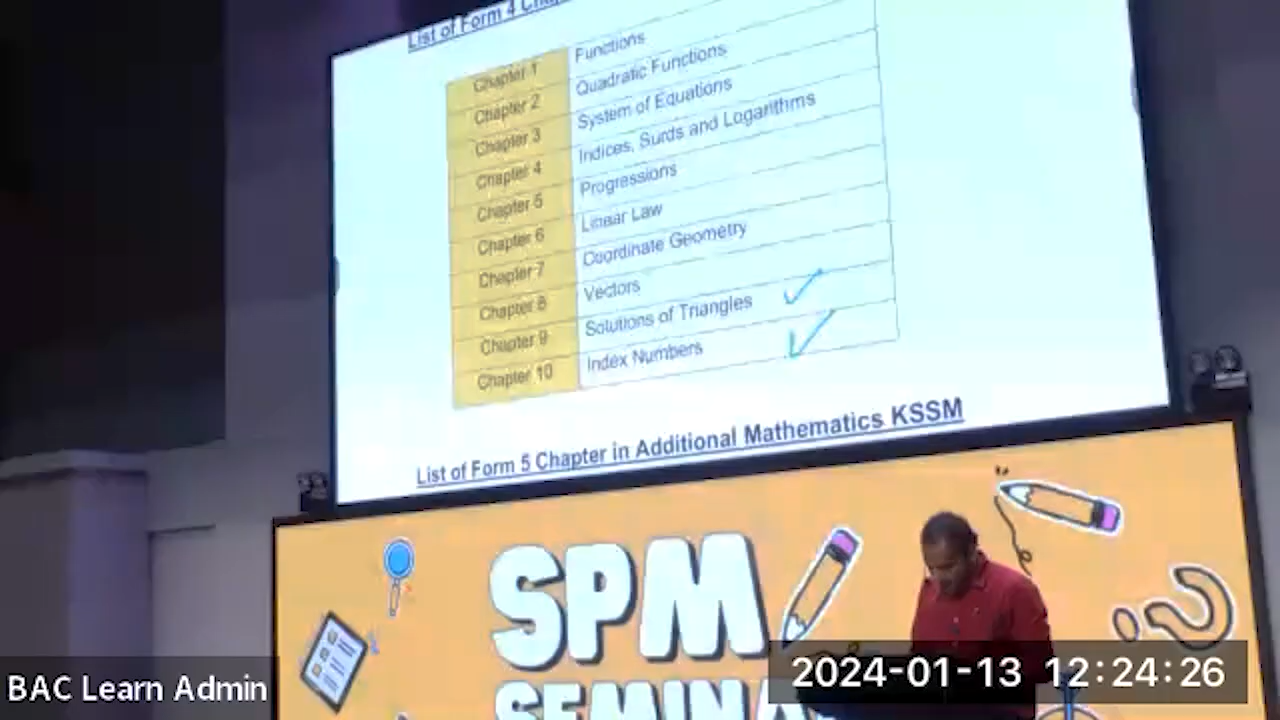 List of Form 4
Chapter 1 Functions
Chapter 2 Quadratic Functions
Chapter 3 System of Equations
Chapter 4 Indices, Surds and Logarithms
Chapter 5 Progressions
Chapter 6 Linear Law
Chapter 7 Coordinate Geometry
Chapter 8 Vectors
Chapter 9 Solutions of Triangles
Chapter 10 Index Numbers
List of Form 5 Chapter in Additional Mathematics KSSM
SPM
BAC Learn Admin
2024-01-13 12:24:26